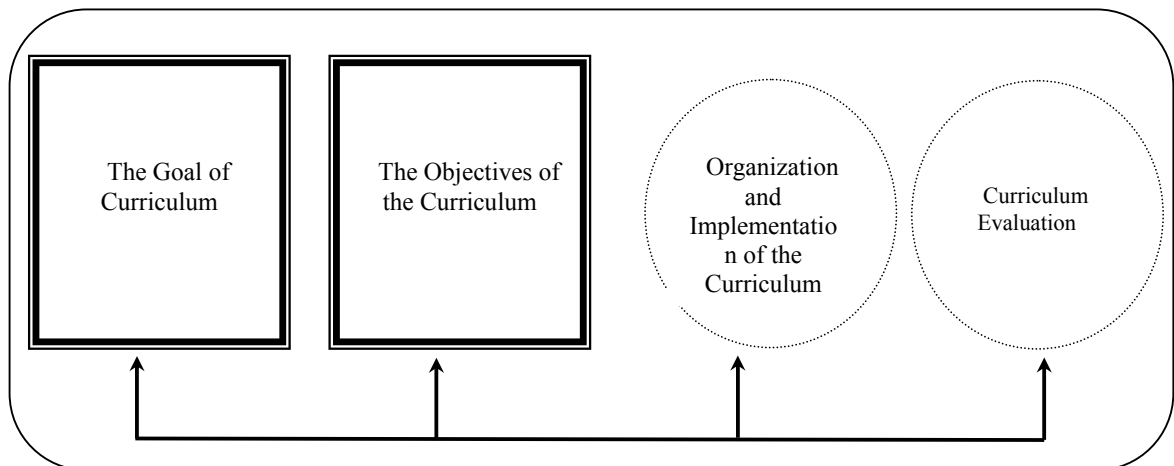 The Goal of
Curriculum
The Objectives of
the Curriculum
Organization
and
Implementatio
n of the
Curriculum
Curriculum
Evaluation